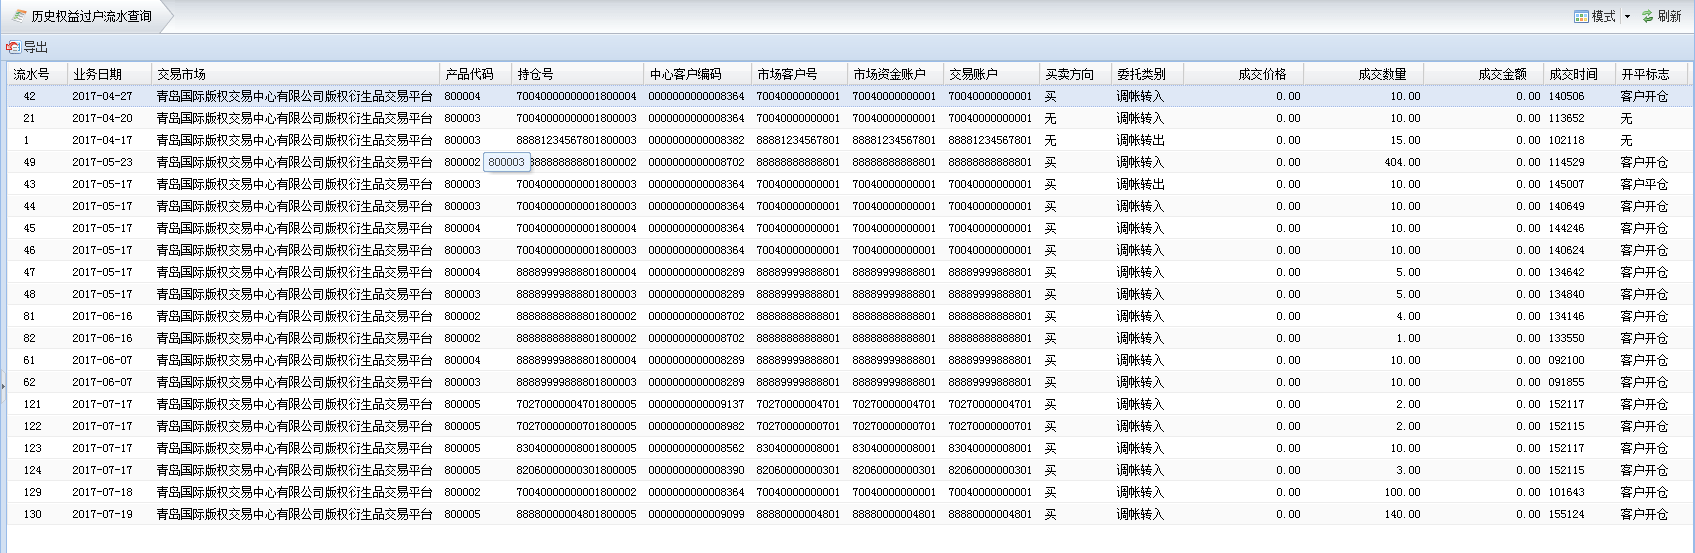 历史权益过户流水查询 模式 刷新
导出
流水号 业务日期 交易市场 产品代码 持仓号 中心客户编码 市场客户号 市场资金账户 交易账户 买卖方向 委托类别 成交价格 成交数量 成交金额 成交时间 开平标志
42 2017-04-27 青岛国际版权交易中心有限公司版权衍生品交易平台 800004 70040000000001800004 0000000000008364 70040000000001 70040000000001 70040000000001 买 调帐转入 0.00 10.00 0.00 140506 客户开仓
21 2017-04-20 青岛国际版权交易中心有限公司版权衍生品交易平台 800003 70040000000001800003 0000000000008364 70040000000001 70040000000001 70040000000001 无 调帐转入 0.00 10.00 0.00 113652 无
1 2017-04-17 青岛国际版权交易中心有限公司版权衍生品交易平台 800003 88881234567801800003 0000000000008382 88881234567801 88881234567801 88881234567801 无 调帐转出 0.00 15.00 0.00 102118 无
49 2017-05-23 青岛国际版权交易中心有限公司版权衍生品交易平台 800002 800003 8888888888801800002 0000000000008702 88888888888801 88888888888801 88888888888801 买 调帐转入 0.00 404.00 0.00 114529 客户开仓
43 2017-05-17 青岛国际版权交易中心有限公司版权衍生品交易平台 800003 70040000000001800003 0000000000008364 70040000000001 70040000000001 70040000000001 买 调帐转出 0.00 10.00 0.00 145007 客户平仓
44 2017-05-17 青岛国际版权交易中心有限公司版权衍生品交易平台 800003 70040000000001800003 0000000000008364 70040000000001 70040000000001 70040000000001 买 调帐转入 0.00 10.00 0.00 140649 客户开仓
45 2017-05-17 青岛国际版权交易中心有限公司版权衍生品交易平台 800004 70040000000001800004 0000000000008364 70040000000001 70040000000001 70040000000001 买 调帐转入 0.00 10.00 0.00 144246 客户开仓
46 2017-05-17 青岛国际版权交易中心有限公司版权衍生品交易平台 800003 70040000000001800003 0000000000008364 70040000000001 70040000000001 70040000000001 买 调帐转入 0.00 10.00 0.00 140624 客户开仓
47 2017-05-17 青岛国际版权交易中心有限公司版权衍生品交易平台 800004 88889999888801800004 0000000000008289 88889999888801 88889999888801 88889999888801 买 调帐转入 0.00 5.00 0.00 134642 客户开仓
48 2017-05-17 青岛国际版权交易中心有限公司版权衍生品交易平台 800003 88889999888801800003 0000000000008289 88889999888801 88889999888801 88889999888801 买 调帐转入 0.00 5.00 0.00 134840 客户开仓
81 2017-06-16 青岛国际版权交易中心有限公司版权衍生品交易平台 800002 88888888888801800002 0000000000008702 88888888888801 88888888888801 88888888888801 买 调帐转入 0.00 4.00 0.00 134146 客户开仓
82 2017-06-16 青岛国际版权交易中心有限公司版权衍生品交易平台 800002 88888888888801800002 0000000000008702 88888888888801 88888888888801 88888888888801 买 调帐转入 0.00 1.00 0.00 133550 客户开仓
61 2017-06-07 青岛国际版权交易中心有限公司版权衍生品交易平台 800004 88889999888801800004 0000000000008289 88889999888801 88889999888801 88889999888801 买 调帐转入 0.00 10.00 0.00 092100 客户开仓
62 2017-06-07 青岛国际版权交易中心有限公司版权衍生品交易平台 800003 88889999888801800003 0000000000008289 88889999888801 88889999888801 88889999888801 买 调帐转入 0.00 10.00 0.00 091855 客户开仓
121 2017-07-17 青岛国际版权交易中心有限公司版权衍生品交易平台 800005 70270000004701800005 0000000000009137 70270000004701 70270000004701 70270000004701 买 调帐转入 0.00 2.00 0.00 152117 客户开仓
122 2017-07-17 青岛国际版权交易中心有限公司版权衍生品交易平台 800005 70270000000701800005 0000000000008982 70270000000701 70270000000701 70270000000701 买 调帐转入 0.00 2.00 0.00 152115 客户开仓
123 2017-07-17 青岛国际版权交易中心有限公司版权衍生品交易平台 800005 83040000008001800005 0000000000008562 83040000008001 83040000008001 83040000008001 买 调帐转入 0.00 10.00 0.00 152117 客户开仓
124 2017-07-17 青岛国际版权交易中心有限公司版权衍生品交易平台 800005 82060000000301800005 0000000000008390 82060000000301 82060000000301 82060000000301 买 调帐转入 0.00 3.00 0.00 152115 客户开仓
129 2017-07-18 青岛国际版权交易中心有限公司版权衍生品交易平台 800002 70040000000001800002 0000000000008364 70040000000001 70040000000001 70040000000001 买 调帐转入 0.00 100.00 0.00 101643 客户开仓
130 2017-07-19 青岛国际版权交易中心有限公司版权衍生品交易平台 800005 88880000004801800005 0000000000009099 88880000004801 88880000004801 88880000004801 买 调帐转入 0.00 140.00 0.00 155124 客户开仓